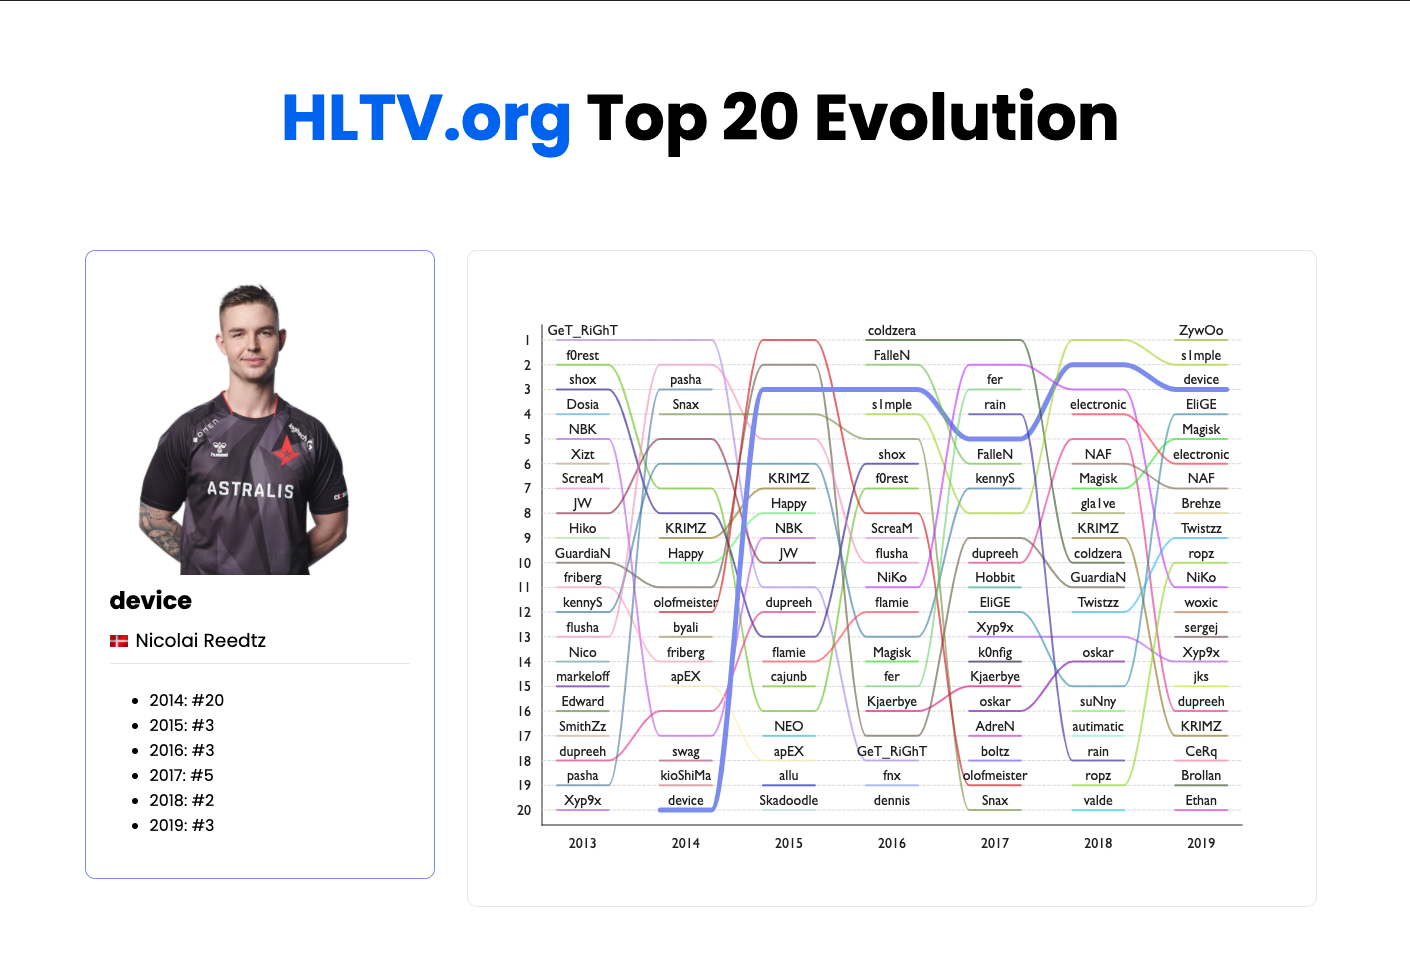 HLTV.org Top 20 Evolution
MOMEN
logitech
hummel
ASTRALIS
device
Nicolai Reedtz
2014: #20
2015: #3
2016: #3
2017: #5
2018: #2
2019: #3
1 GeT_RiGhT coldzera ZywOo
2 f0rest FalleN s1mple
3 shox pasha fer device
4 Dosia Snax s1mple rain electronic EliGE
5 NBK Magisk
6 Xizt shox FalleN NAF electronic
7 ScreaM KRIMZ f0rest kennyS Magisk NAF
8 JW Happy gla1ve Brehze
9 Hiko KRIMZ NBK ScreaM KRIMZ Twistzz
10 GuardiaN Happy JW flusha dupreeh coldzera ropz
11 friberg NiKo Hobbit GuardiaN NiKo
12 kennyS olofmeister dupreeh flamie EliGE Twistzz woxic
13 flusha byali Xyp9x sergej
14 Nico friberg flamie Magisk k0nfig oskar Xyp9x
15 markeloff apEX cajunb fer Kjaerbye jks
16 Edward Kjaerbye oskar suNny dupreeh
17 SmithZz NEO AdreN autimatic KRIMZ
18 dupreeh swag apEX GeT_RiGhT boltz rain CeRq
19 pasha kioShiMa allu fnx olofmeister ropz Brollan
20 Xyp9x device Skadoodle dennis Snax valde Ethan
2013 2014 2015 2016 2017 2018 2019